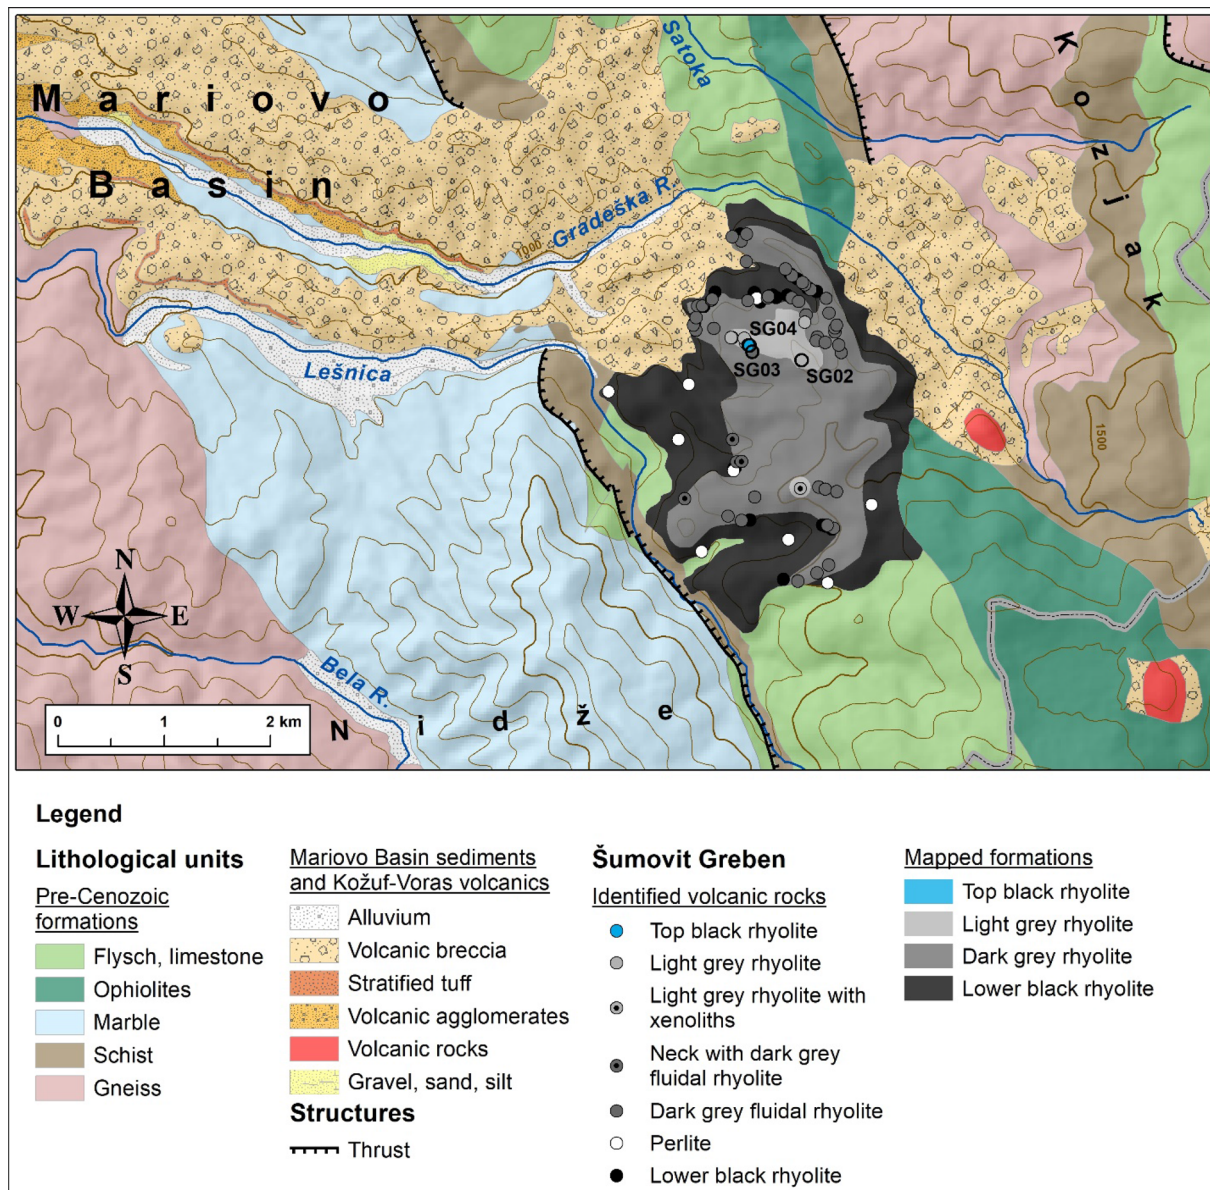 Satoka
K o z j a k
M a r i o v o
B a s i n
1000
Gradeška R.
SG04
SG03
SG02
Lešnica
1500
N
W E
S
Bela R.
N i d ž e
0 1 2 km
Legend
Lithological units
Pre-Cenozoic
formations
Flysch, limestone
Ophiolites
Marble
Schist
Gneiss
Mariovo Basin sediments
and Kožuf-Voras volcanics
Alluvium
Volcanic breccia
Stratified tuff
Volcanic agglomerates
Volcanic rocks
Gravel, sand, silt
Structures
Thrust
Šumovit Greben
Identified volcanic rocks
Top black rhyolite
Light grey rhyolite
Light grey rhyolite with
xenoliths
Neck with dark grey
fluidal rhyolite
Dark grey fluidal rhyolite
Perlite
Lower black rhyolite
Mapped formations
Top black rhyolite
Light grey rhyolite
Dark grey rhyolite
Lower black rhyolite